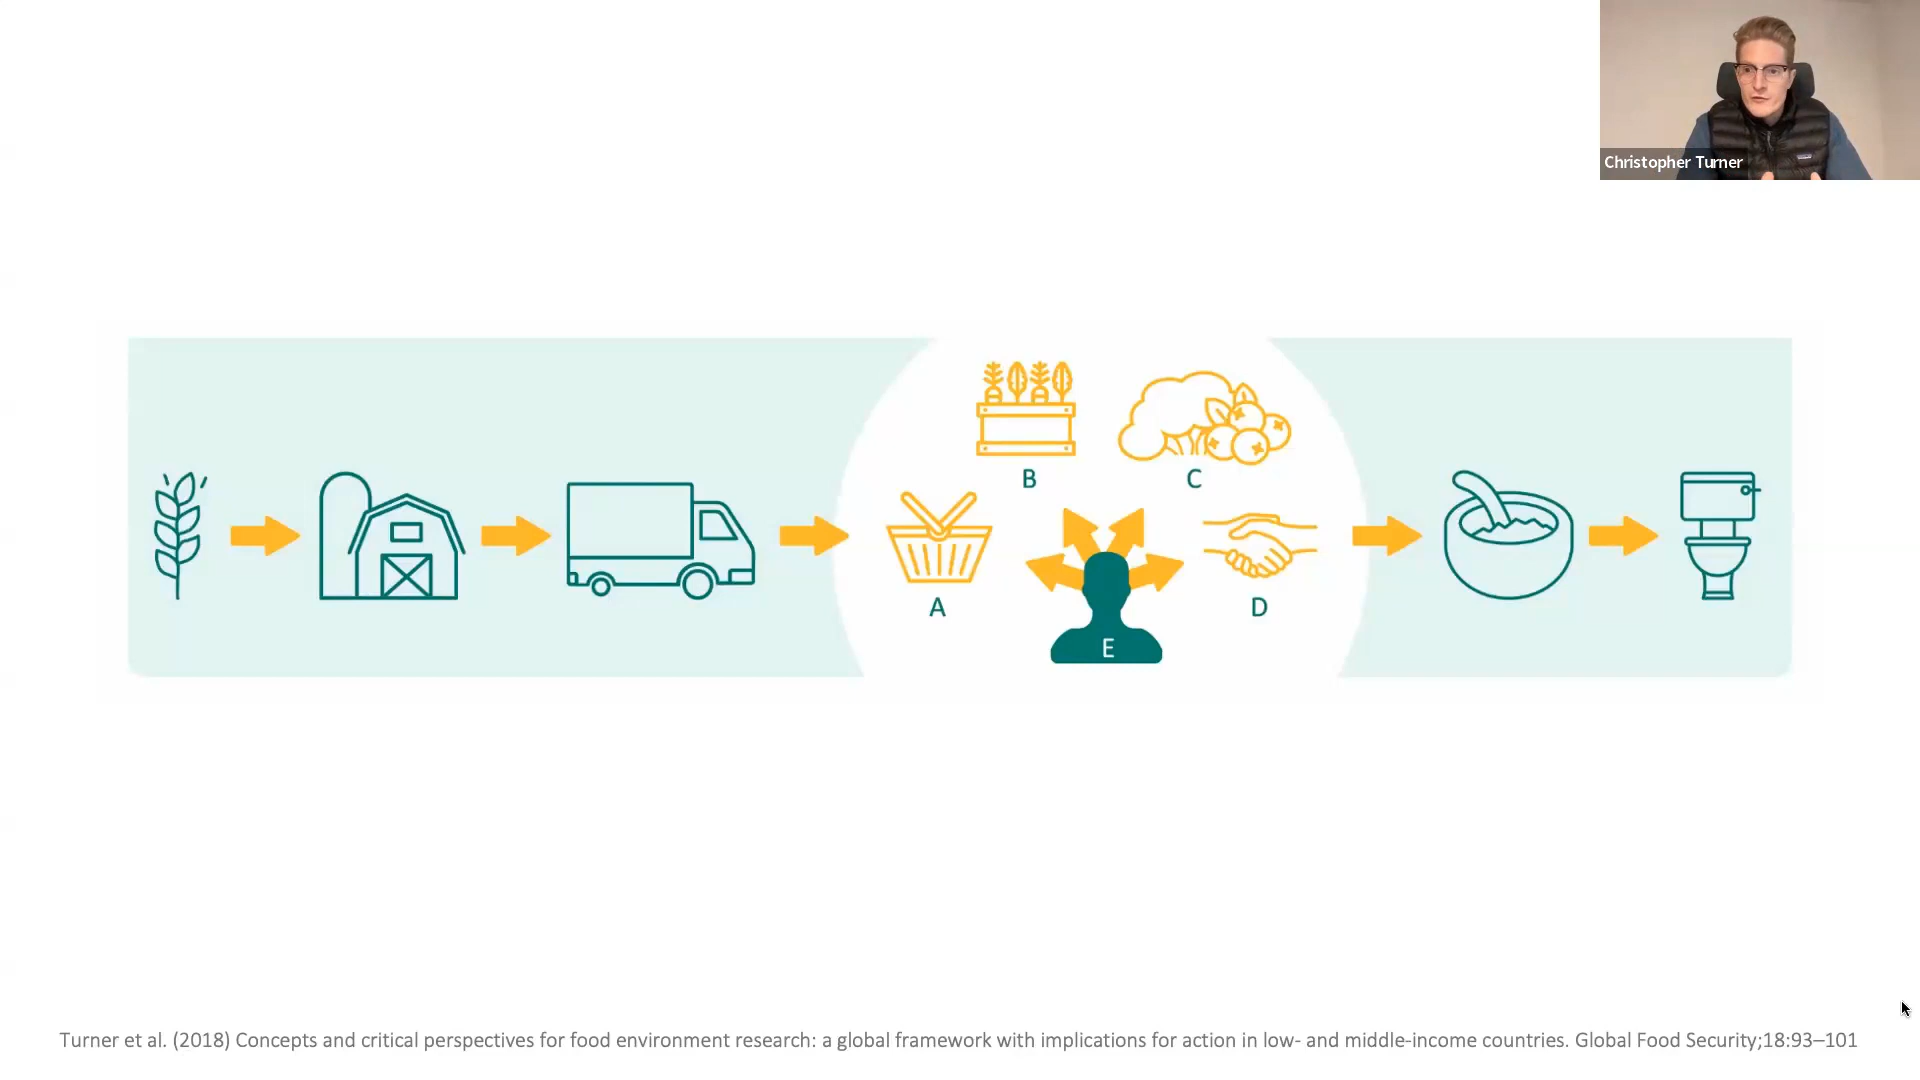 Christopher Turner
B
C
A
D
E
Turner et al. (2018) Concepts and critical perspectives for food environment research: a global framework with implications for action in low- and middle-income countries. Global Food Security;18:93–101